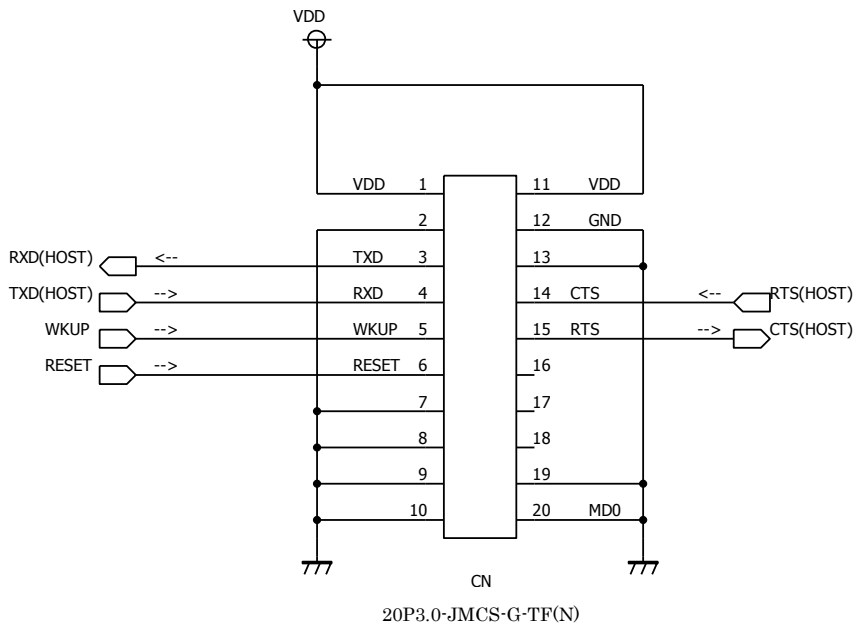 VDD
VDD 1 11 VDD
2 12 GND
RXD(HOST) <-- TXD 3 13
TXD(HOST) --> RXD 4 14 CTS <-- RTS(HOST)
WKUP --> WKUP 5 15 RTS --> CTS(HOST)
RESET --> RESET 6 16
7 17
8 18
9 19
10 20 MD0
CN
20P3.0-JMCS-G-TF(N)